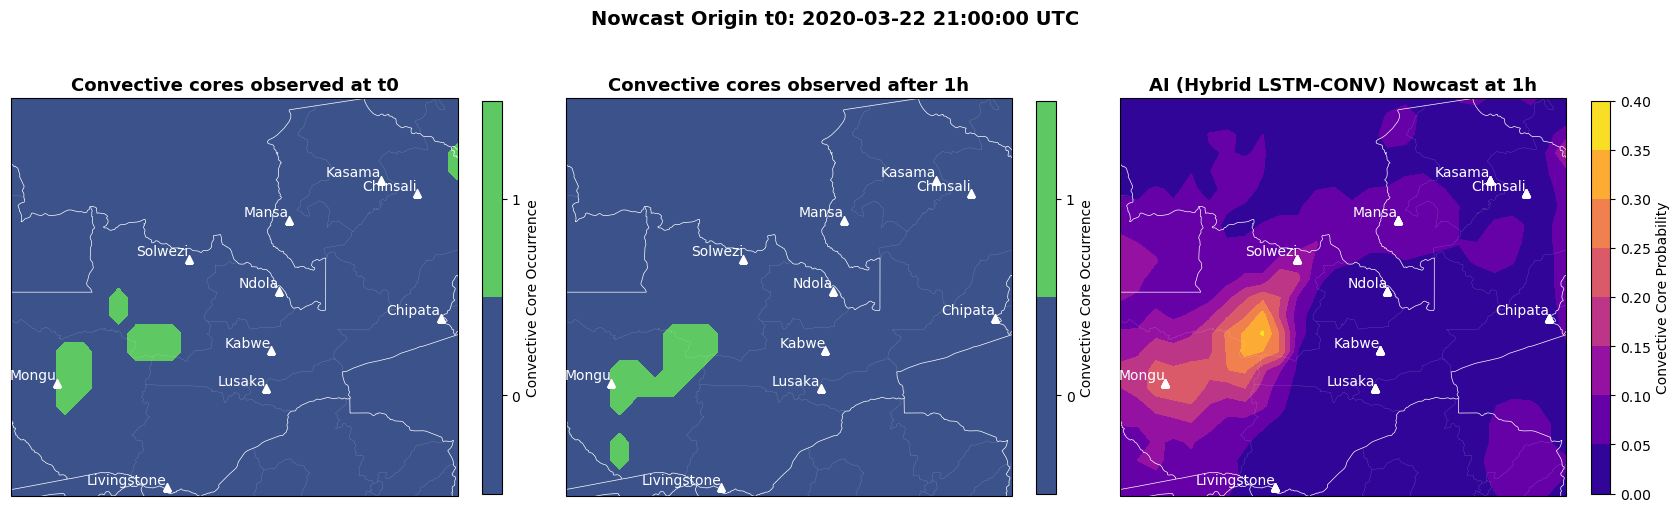 Nowcast Origin t0: 2020-03-22 21:00:00 UTC
Convective cores observed at t0
Kasama
Chinsali
Mansa
Solwezi
Ndola
Chipata
Kabwe
Mongu
Lusaka
Livingstone
1
0
Convective Core Occurrence
Convective cores observed after 1h
Kasama
Chinsali
Mansa
Solwezi
Ndola
Chipata
Kabwe
Mongu
Lusaka
Livingstone
1
0
Convective Core Occurrence
AI (Hybrid LSTM-CONV) Nowcast at 1h
Kasama
Chinsali
Mansa
Solwezi
Ndola
Chipata
Kabwe
Mongu
Lusaka
Livingstone
0.40
0.35
0.30
0.25
0.20
0.15
0.10
0.05
0.00
Convective Core Probability